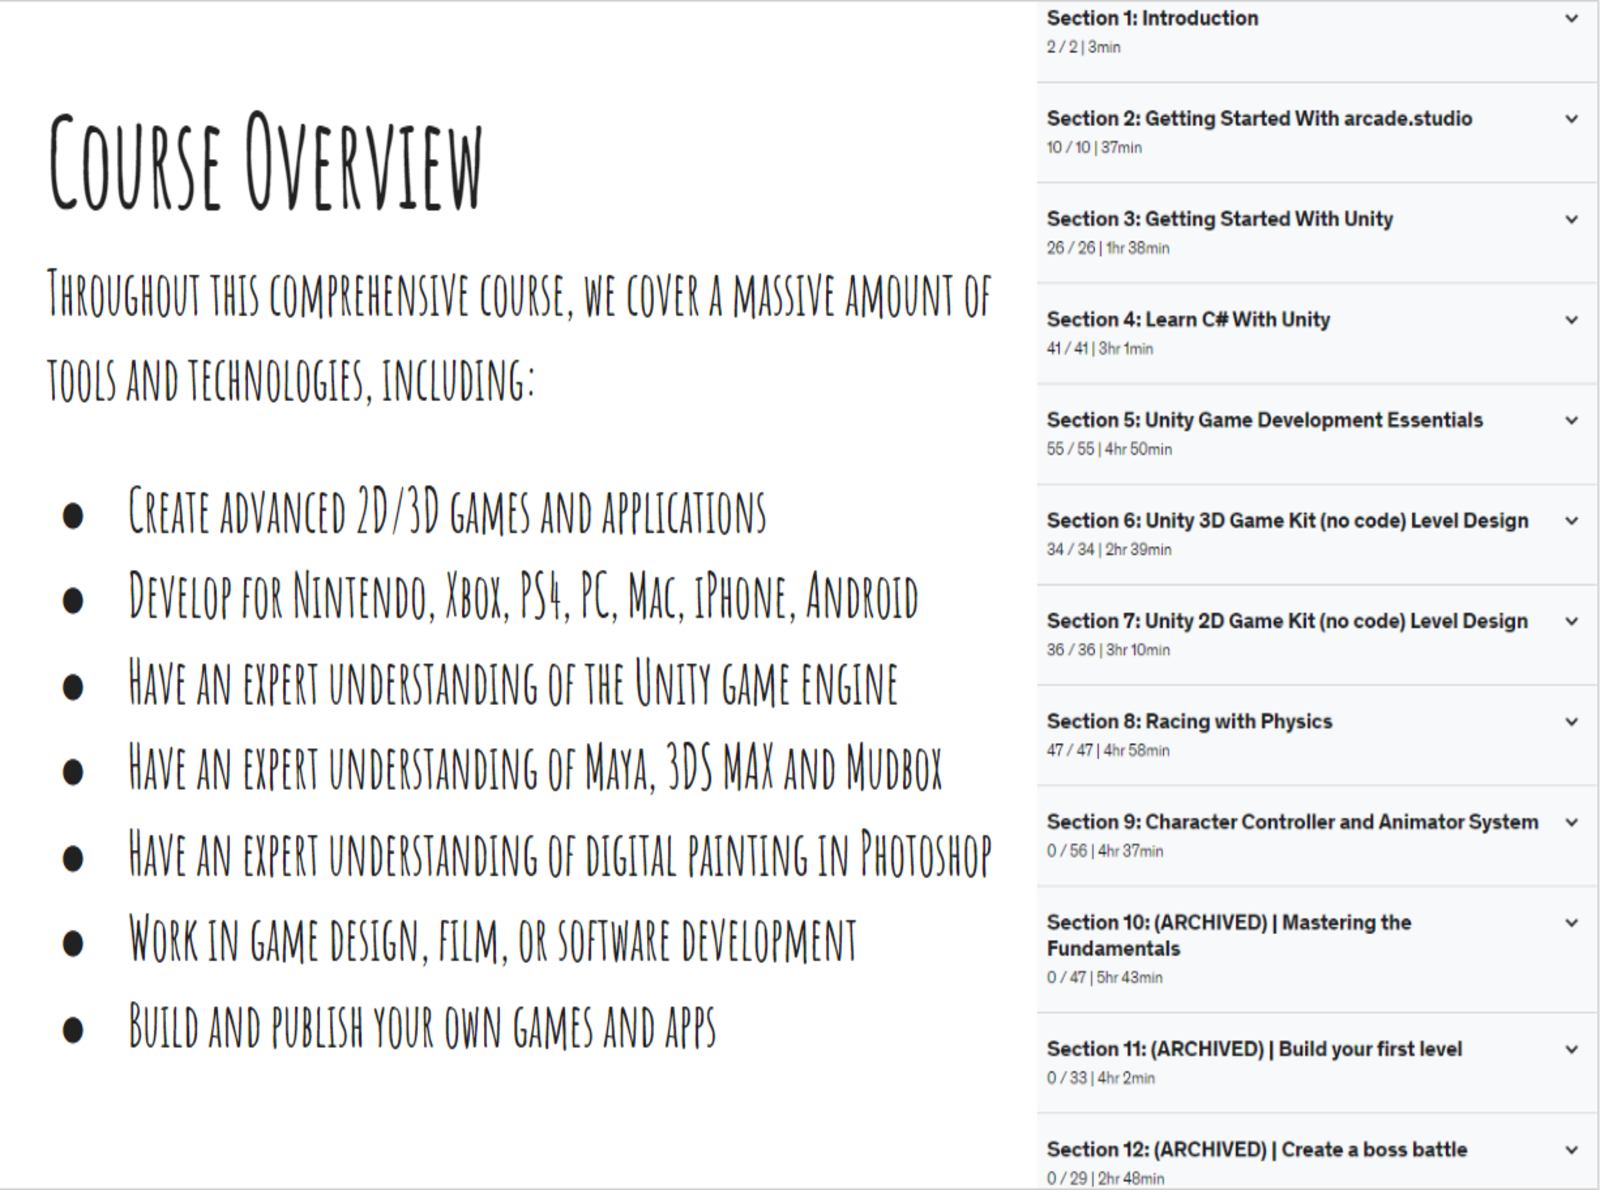 Course Overview
Throughout this comprehensive course, we cover a massive amount of
tools and technologies, including:
● Create advanced 2D/3D games and applications
● Develop for Nintendo, Xbox, PS4, PC, Mac, iPhone, Android
● Have an expert understanding of the Unity game engine
● Have an expert understanding of Maya, 3DS MAX and Mudbox
● Have an expert understanding of digital painting in Photoshop
● Work in game design, film, or software development
● Build and publish your own games and apps
Section 1: Introduction
2 / 2 | 3min
Section 2: Getting Started With arcade.studio
10 / 10 | 37min
Section 3: Getting Started With Unity
26 / 26 | 1hr 38min
Section 4: Learn C# With Unity
41 / 41 | 3hr 1min
Section 5: Unity Game Development Essentials
55 / 55 | 4hr 50min
Section 6: Unity 3D Game Kit (no code) Level Design
34 / 34 | 2hr 39min
Section 7: Unity 2D Game Kit (no code) Level Design
36 / 36 | 3hr 10min
Section 8: Racing with Physics
47 / 47 | 4hr 58min
Section 9: Character Controller and Animator System
0 / 56 | 4hr 37min
Section 10: (ARCHIVED) | Mastering the
Fundamentals
0 / 47 | 5hr 43min
Section 11: (ARCHIVED) | Build your first level
0 / 33 | 4hr 2min
Section 12: (ARCHIVED) | Create a boss battle
0 / 29 | 2hr 48min